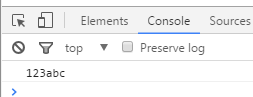 Elements Console Sources
top ▼ Preserve log
123abc
>